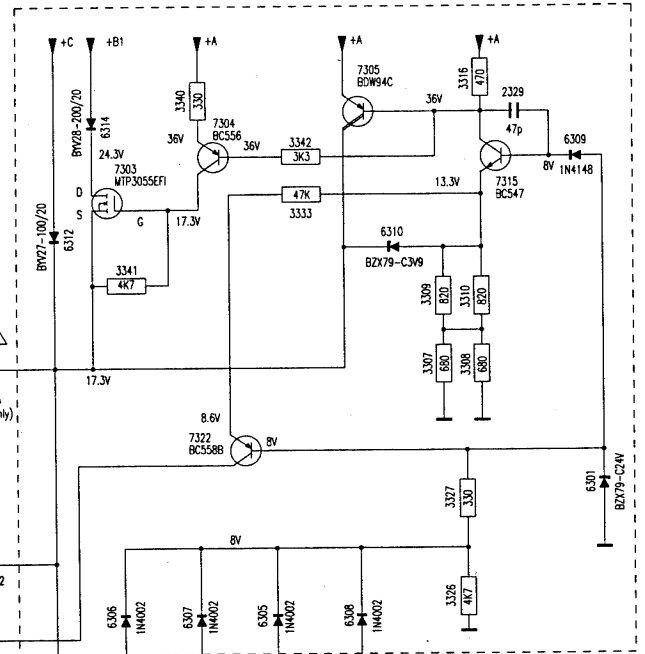 +C
+B1
+A
+A
+A
7305
BDW94C
3316
470
2329
47p
3340
330
7304
BC556
36V
36V
36V
BYV28-200/20
6314
24.3V
7303
MTP3055EFI
D
S
G
17.3V
3342
3K3
6309
1N4148
8V
7315
BC547
13.3V
47K
3333
BYV27-100/20
6312
3341
4K7
6310
BZX79-C3V9
3309
820
3310
820
3307
680
3308
680
17.3V
nly)
8.6V
7322
BC558B
8V
6301
BZX79-C24V
3327
330
8V
2
6306
1N4002
6307
1N4002
6305
1N4002
6308
1N4002
3326
4K7